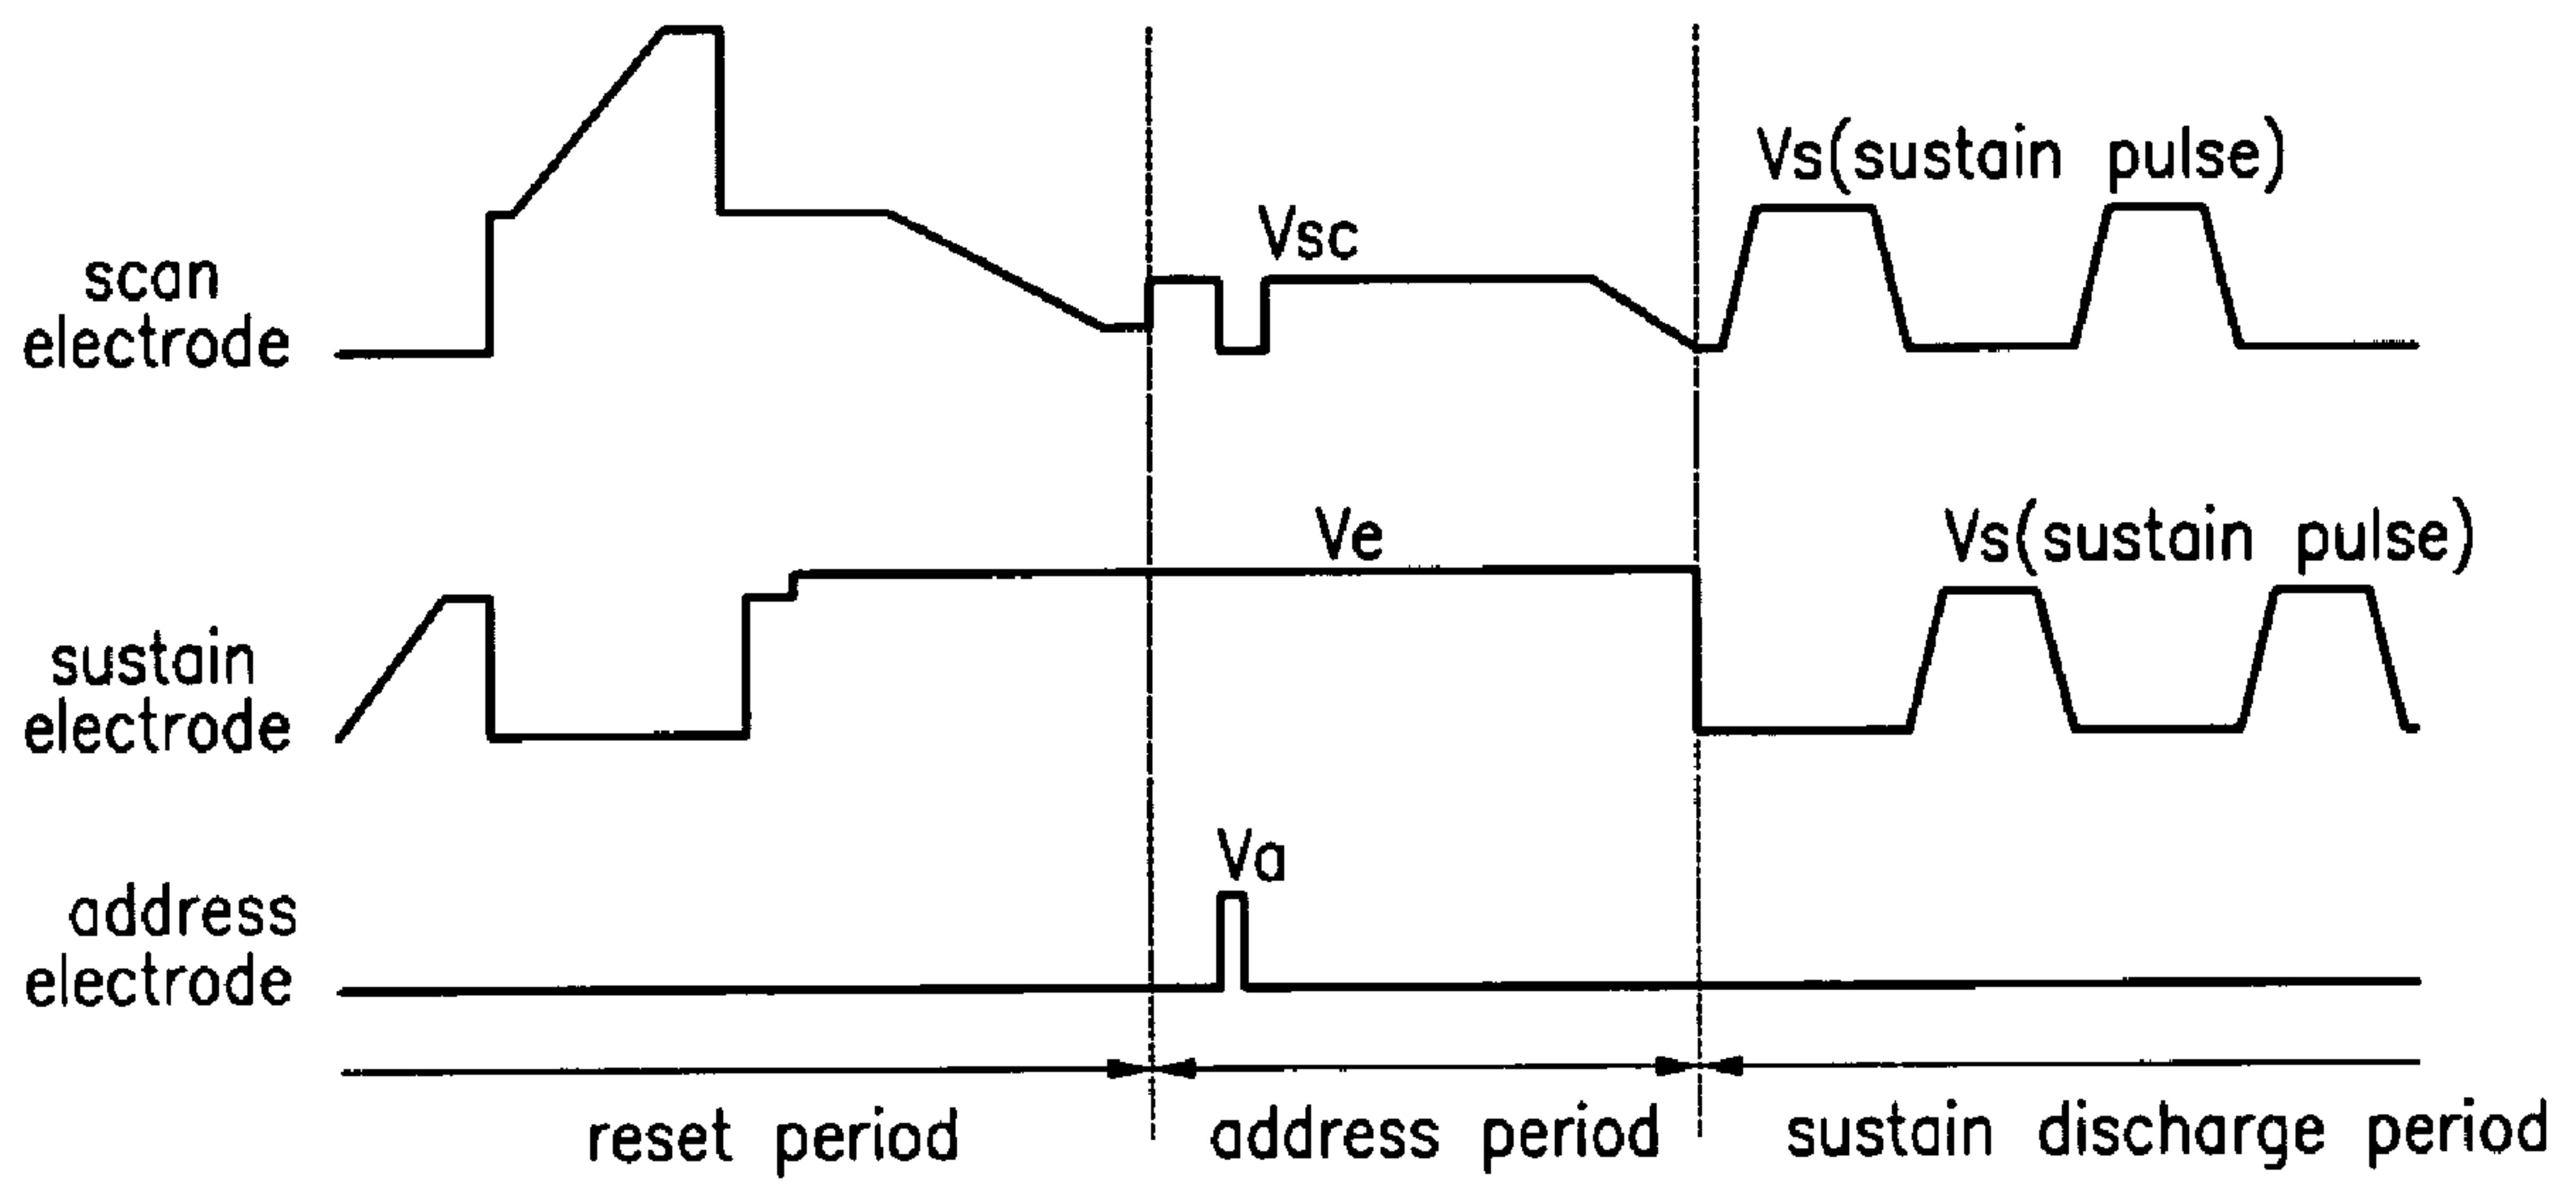 Vs(sustain pulse)
Vsc
scan
electrode
Ve
Vs(sustain pulse)
sustain
electrode
Va
address
electrode
reset period
address period
sustain discharge period